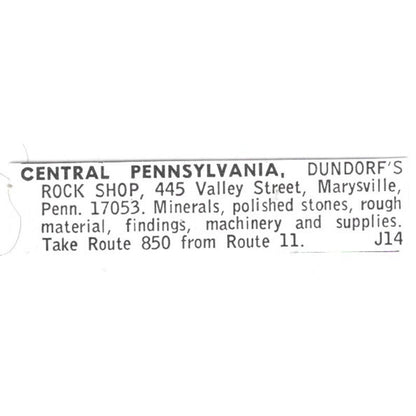 CENTRAL PENNSYLVANIA, DUNDORF'S
ROCK SHOP, 445 Valley Street, Marysville,
Penn. 17053. Minerals, polished stones, rough
material, findings, machinery and supplies.
Take Route 850 from Route 11. J14